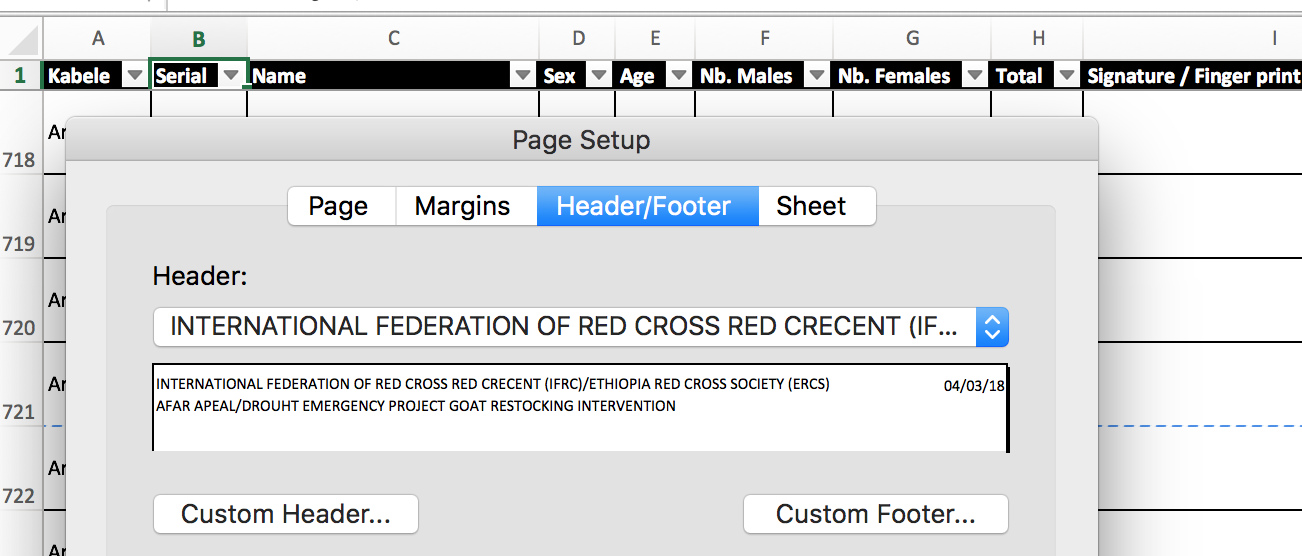 A B C D E F G H I
1 Kabele Serial Name Sex Age Nb. Males Nb. Females Total Signature / Finger print
718 Ar
719 Ar
720 Ar
721 Ar
722 Ar
Ar
Page Setup
Page Margins Header/Footer Sheet
Header:
INTERNATIONAL FEDERATION OF RED CROSS RED CRECENT (IF...
INTERNATIONAL FEDERATION OF RED CROSS RED CRECENT (IFRC)/ETHIOPIA RED CROSS SOCIETY (ERCS) 04/03/18
AFAR APEAL/DROUHT EMERGENCY PROJECT GOAT RESTOCKING INTERVENTION
Custom Header... Custom Footer...